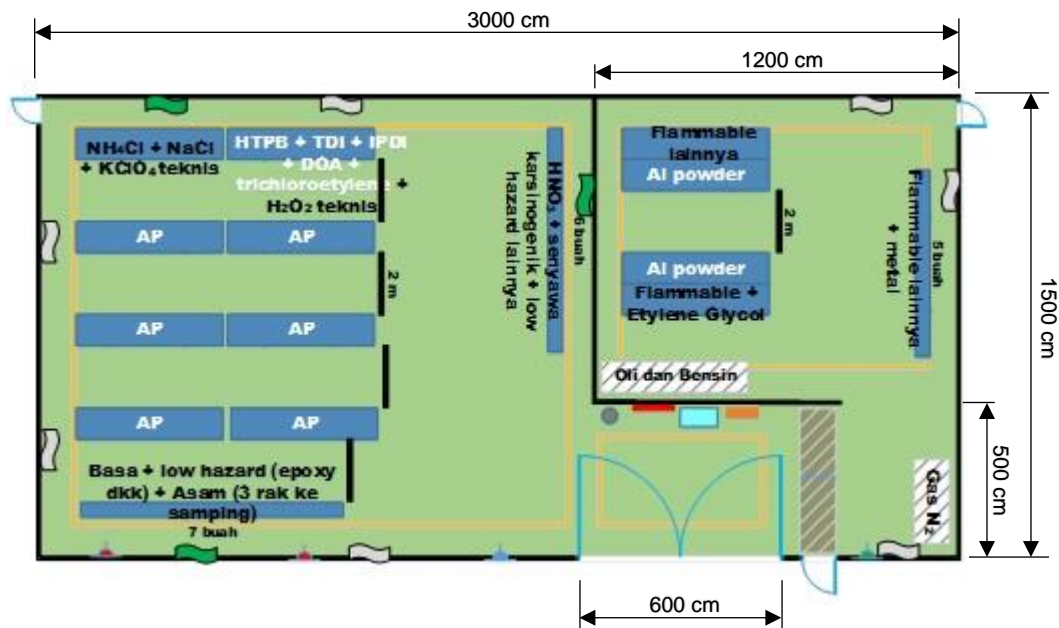 3000 cm
1200 cm
NH₄Cl + NaCl
+ KClO₄ teknis
HTPB + TDI + IPDI
+ DOA +
trichloroetylene +
H₂O₂ teknis
AP
AP
2 m
AP
AP
AP
AP
Basa + low hazard (epoxy
dkk) + Asam (3 rak ke
samping)
7 buah
HNO₃ + senyawa
karsinogenik + low
hazard lainnya
6 buah
Flammable
lainnya
Al powder
2 m
Al powder
Flammable +
Etylene Glycol
Flammable lainnya
+ metal
5 buah
Oli dan Bensin
Gas N₂
1500 cm
500 cm
600 cm